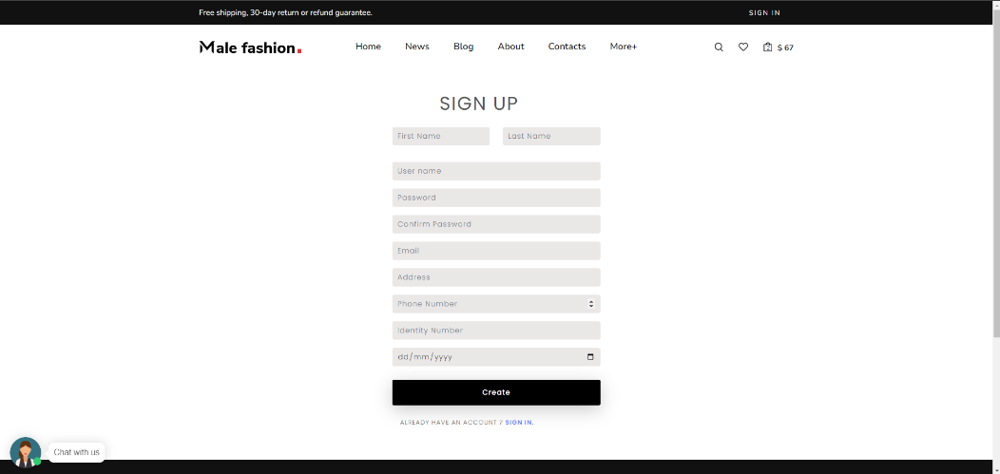 Free shipping, 30-day return or refund guarantee. SIGN IN
Male fashion. Home News Blog About Contacts More+ 2 $ 67
SIGN UP
First Name Last Name
User name
Password
Confirm Password
Email
Address
Phone Number
Identity Number
dd/mm/yyyy
Create
ALREADY HAVE AN ACCOUNT ? SIGN IN.
Chat with us